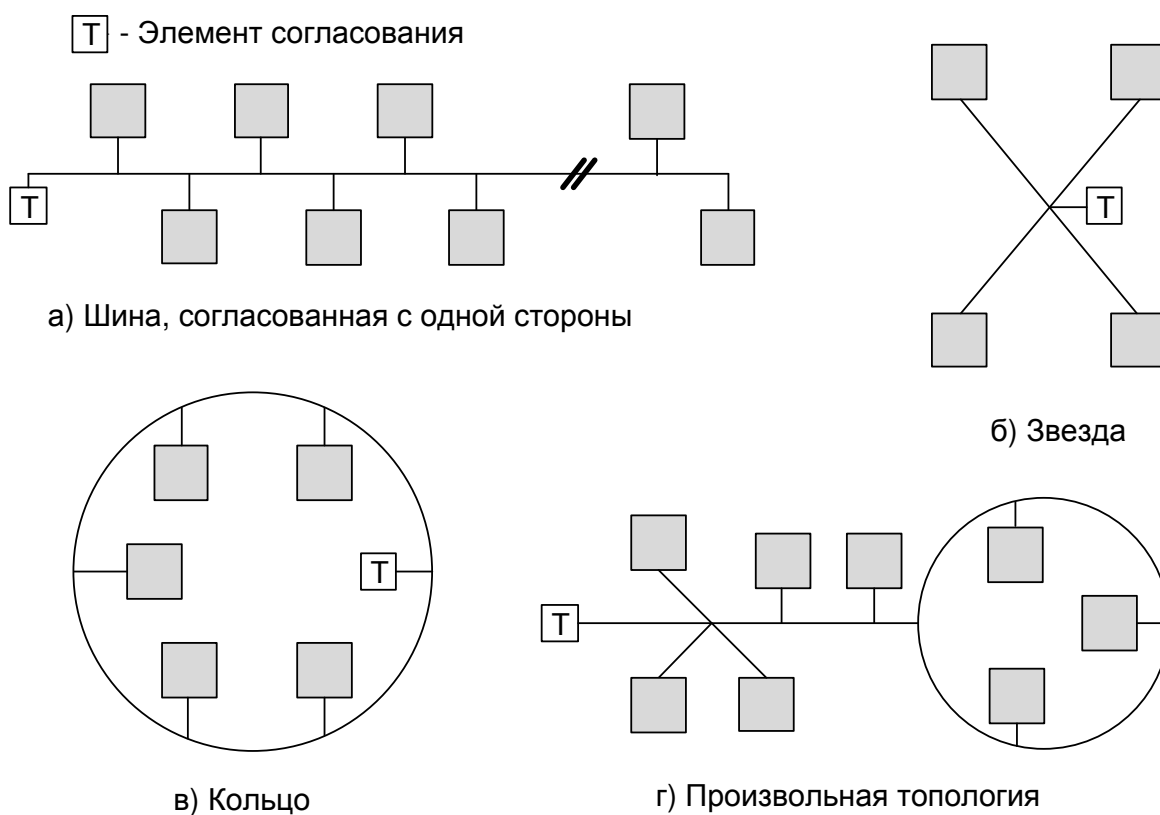 T - Элемент согласования
T
T
а) Шина, согласованная с одной стороны
б) Звезда
T
T
в) Кольцо
г) Произвольная топология